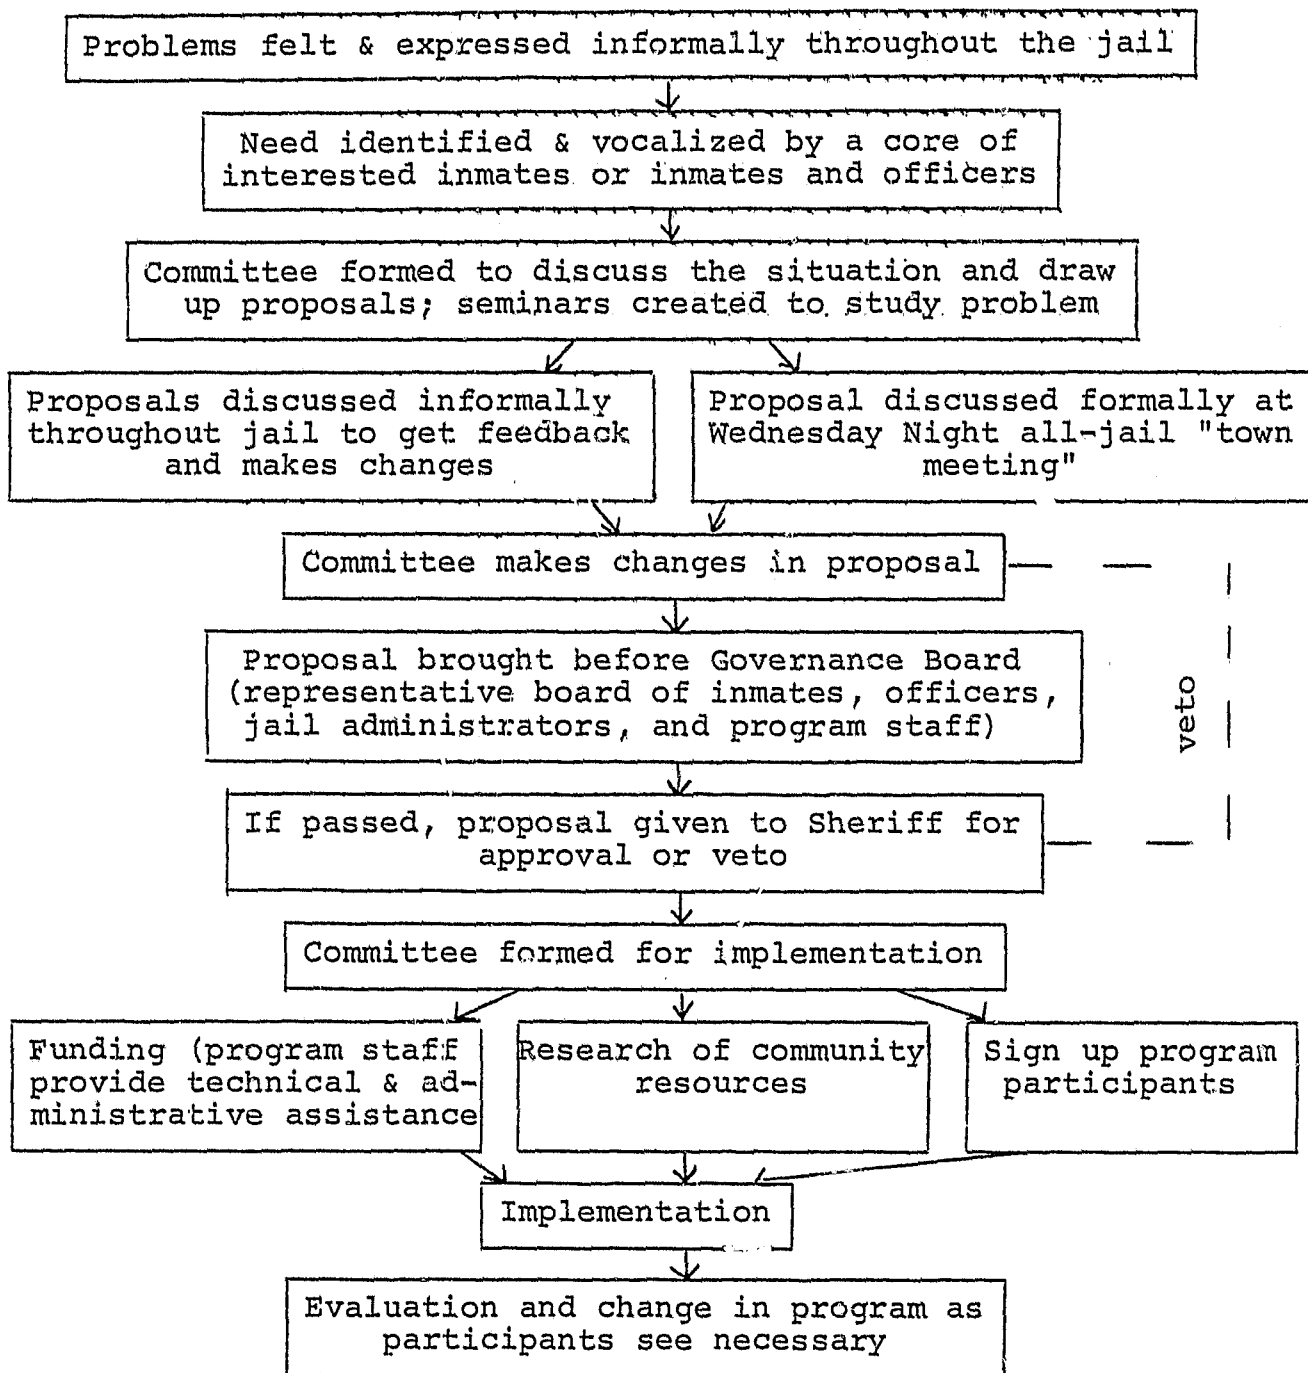 Problems felt & expressed informally throughout the jail
Need identified & vocalized by a core of
interested inmates or inmates and officers
Committee formed to discuss the situation and draw
up proposals; seminars created to study problem
Proposals discussed informally
throughout jail to get feedback
and makes changes
Proposal discussed formally at
Wednesday Night all-jail "town
meeting"
Committee makes changes in proposal
Proposal brought before Governance Board
(representative board of inmates, officers,
jail administrators, and program staff)
veto
If passed, proposal given to Sheriff for
approval or veto
Committee formed for implementation
Funding (program staff
provide technical & ad-
ministrative assistance
Research of community
resources
Sign up program
participants
Implementation
Evaluation and change in program as
participants see necessary